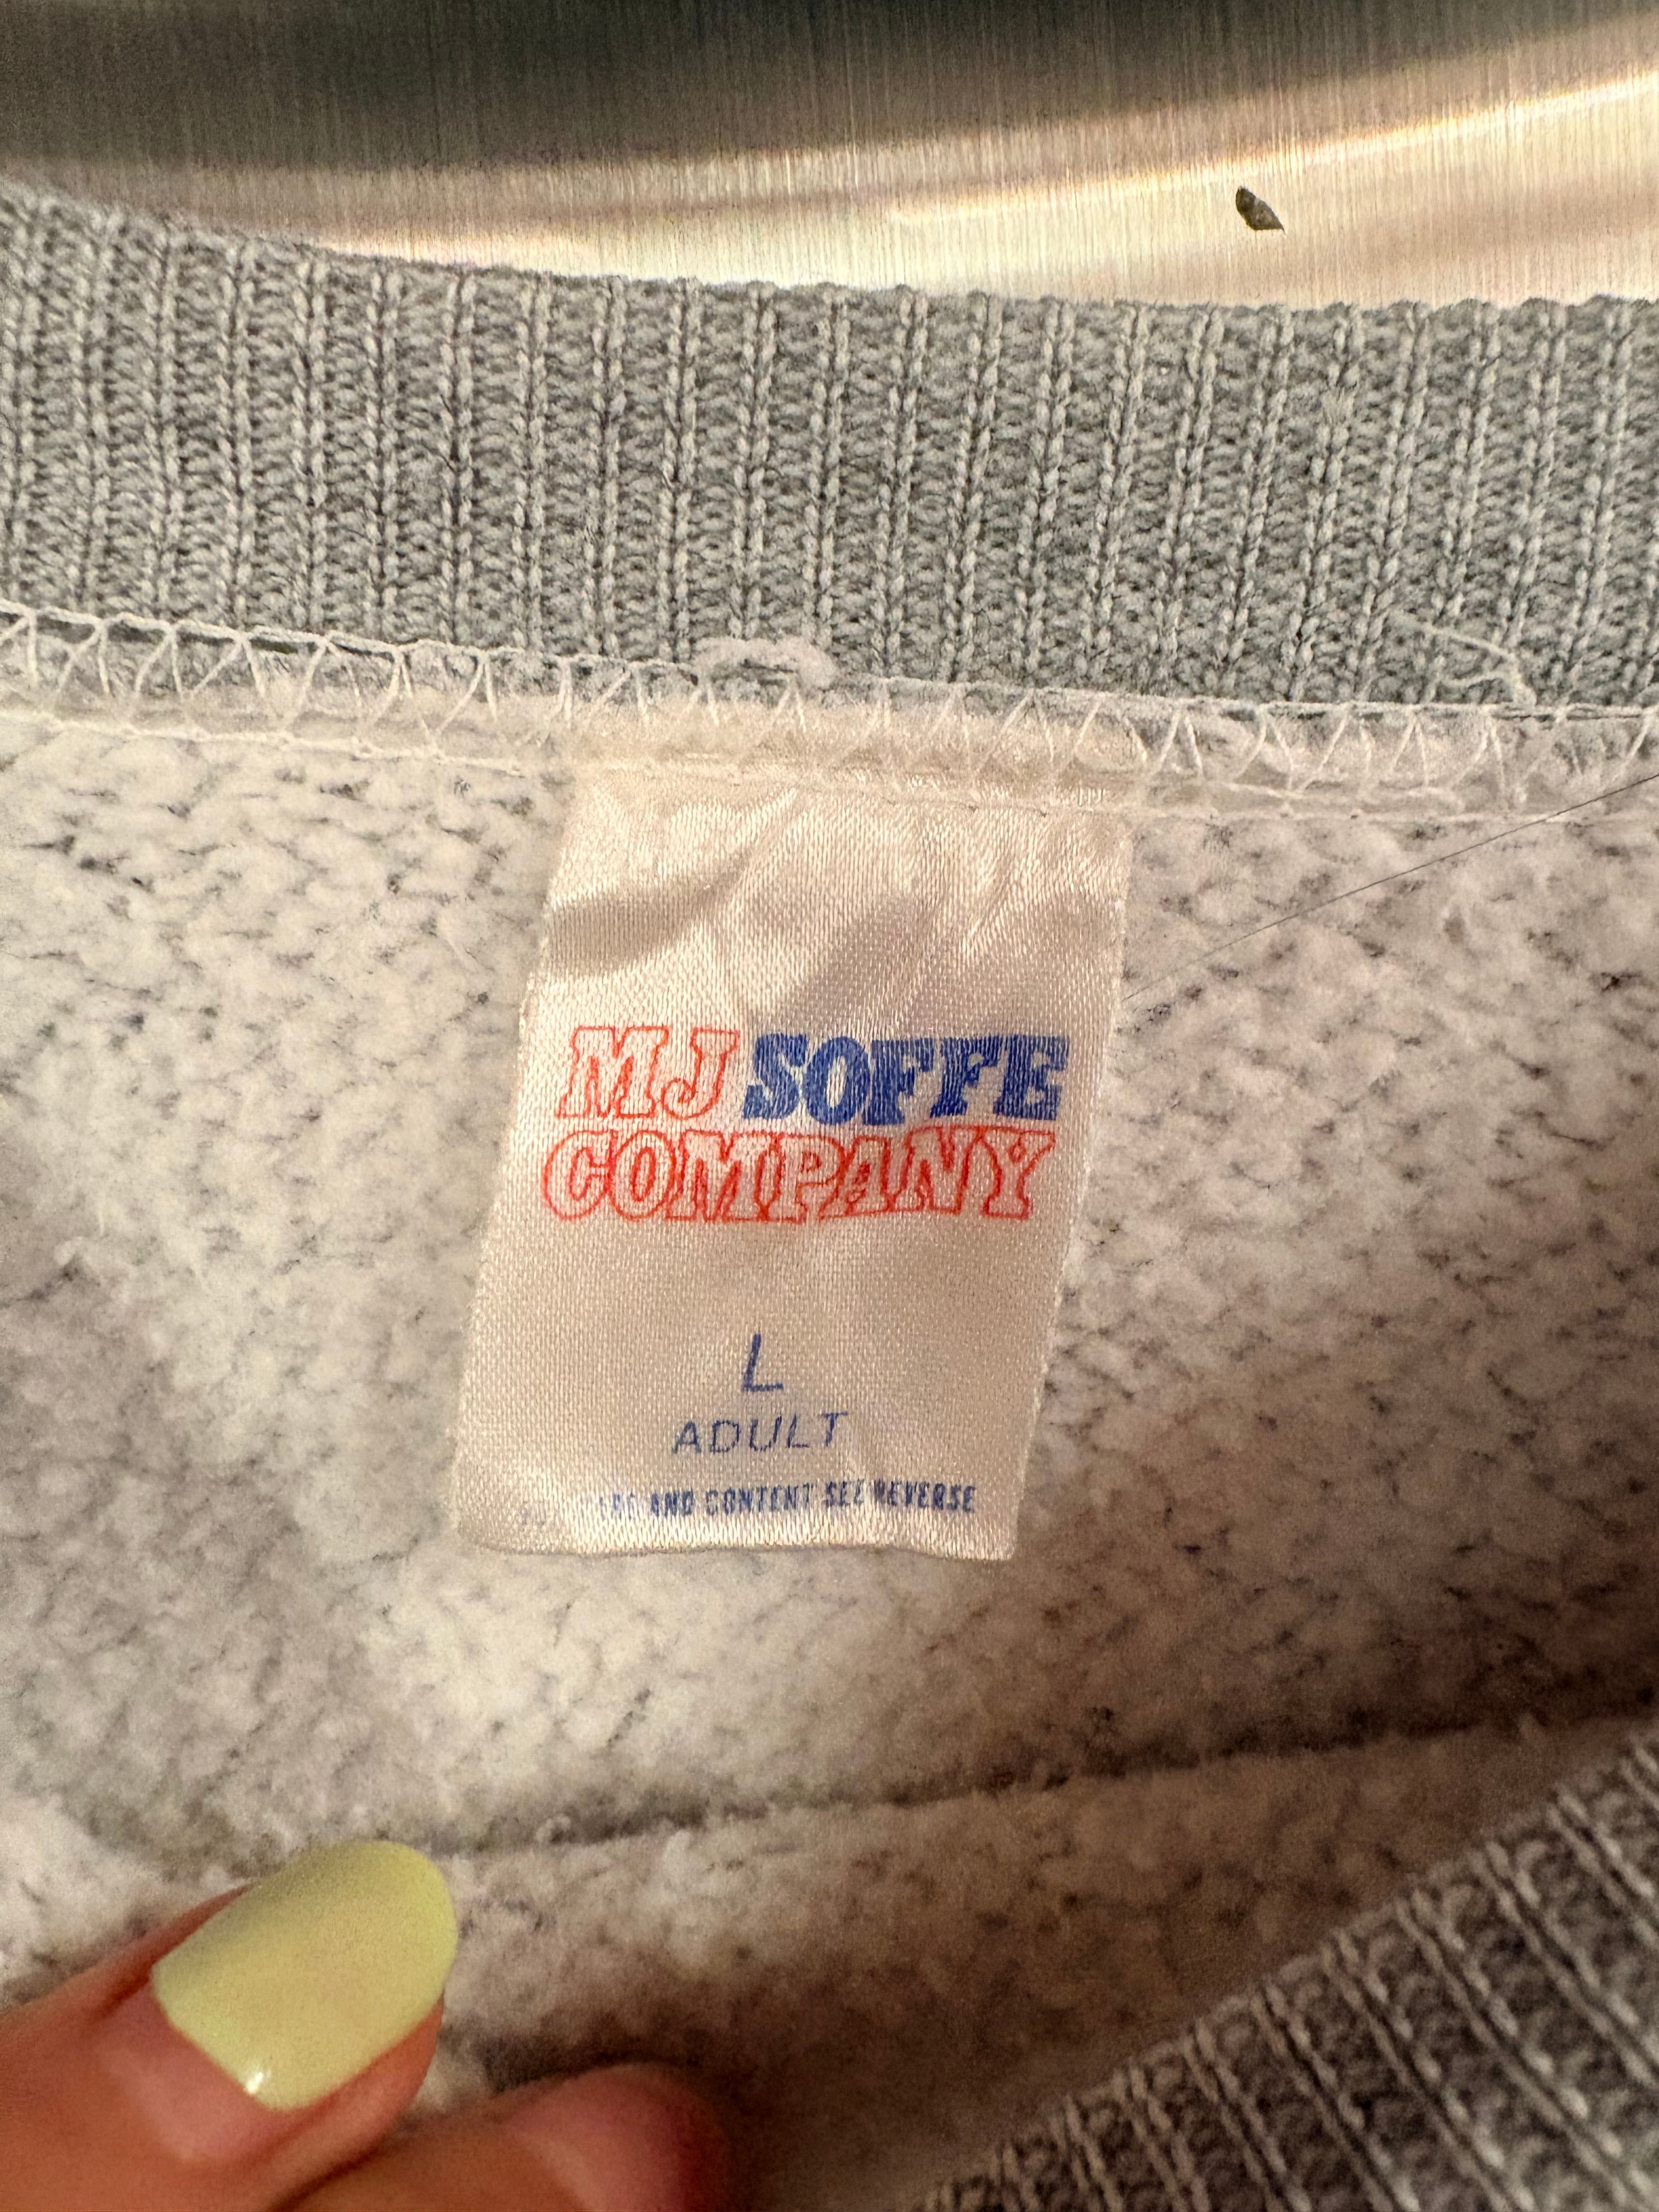 MJ SOFFE
COMPANY
L
ADULT
AND CONTENT SEE REVERSE